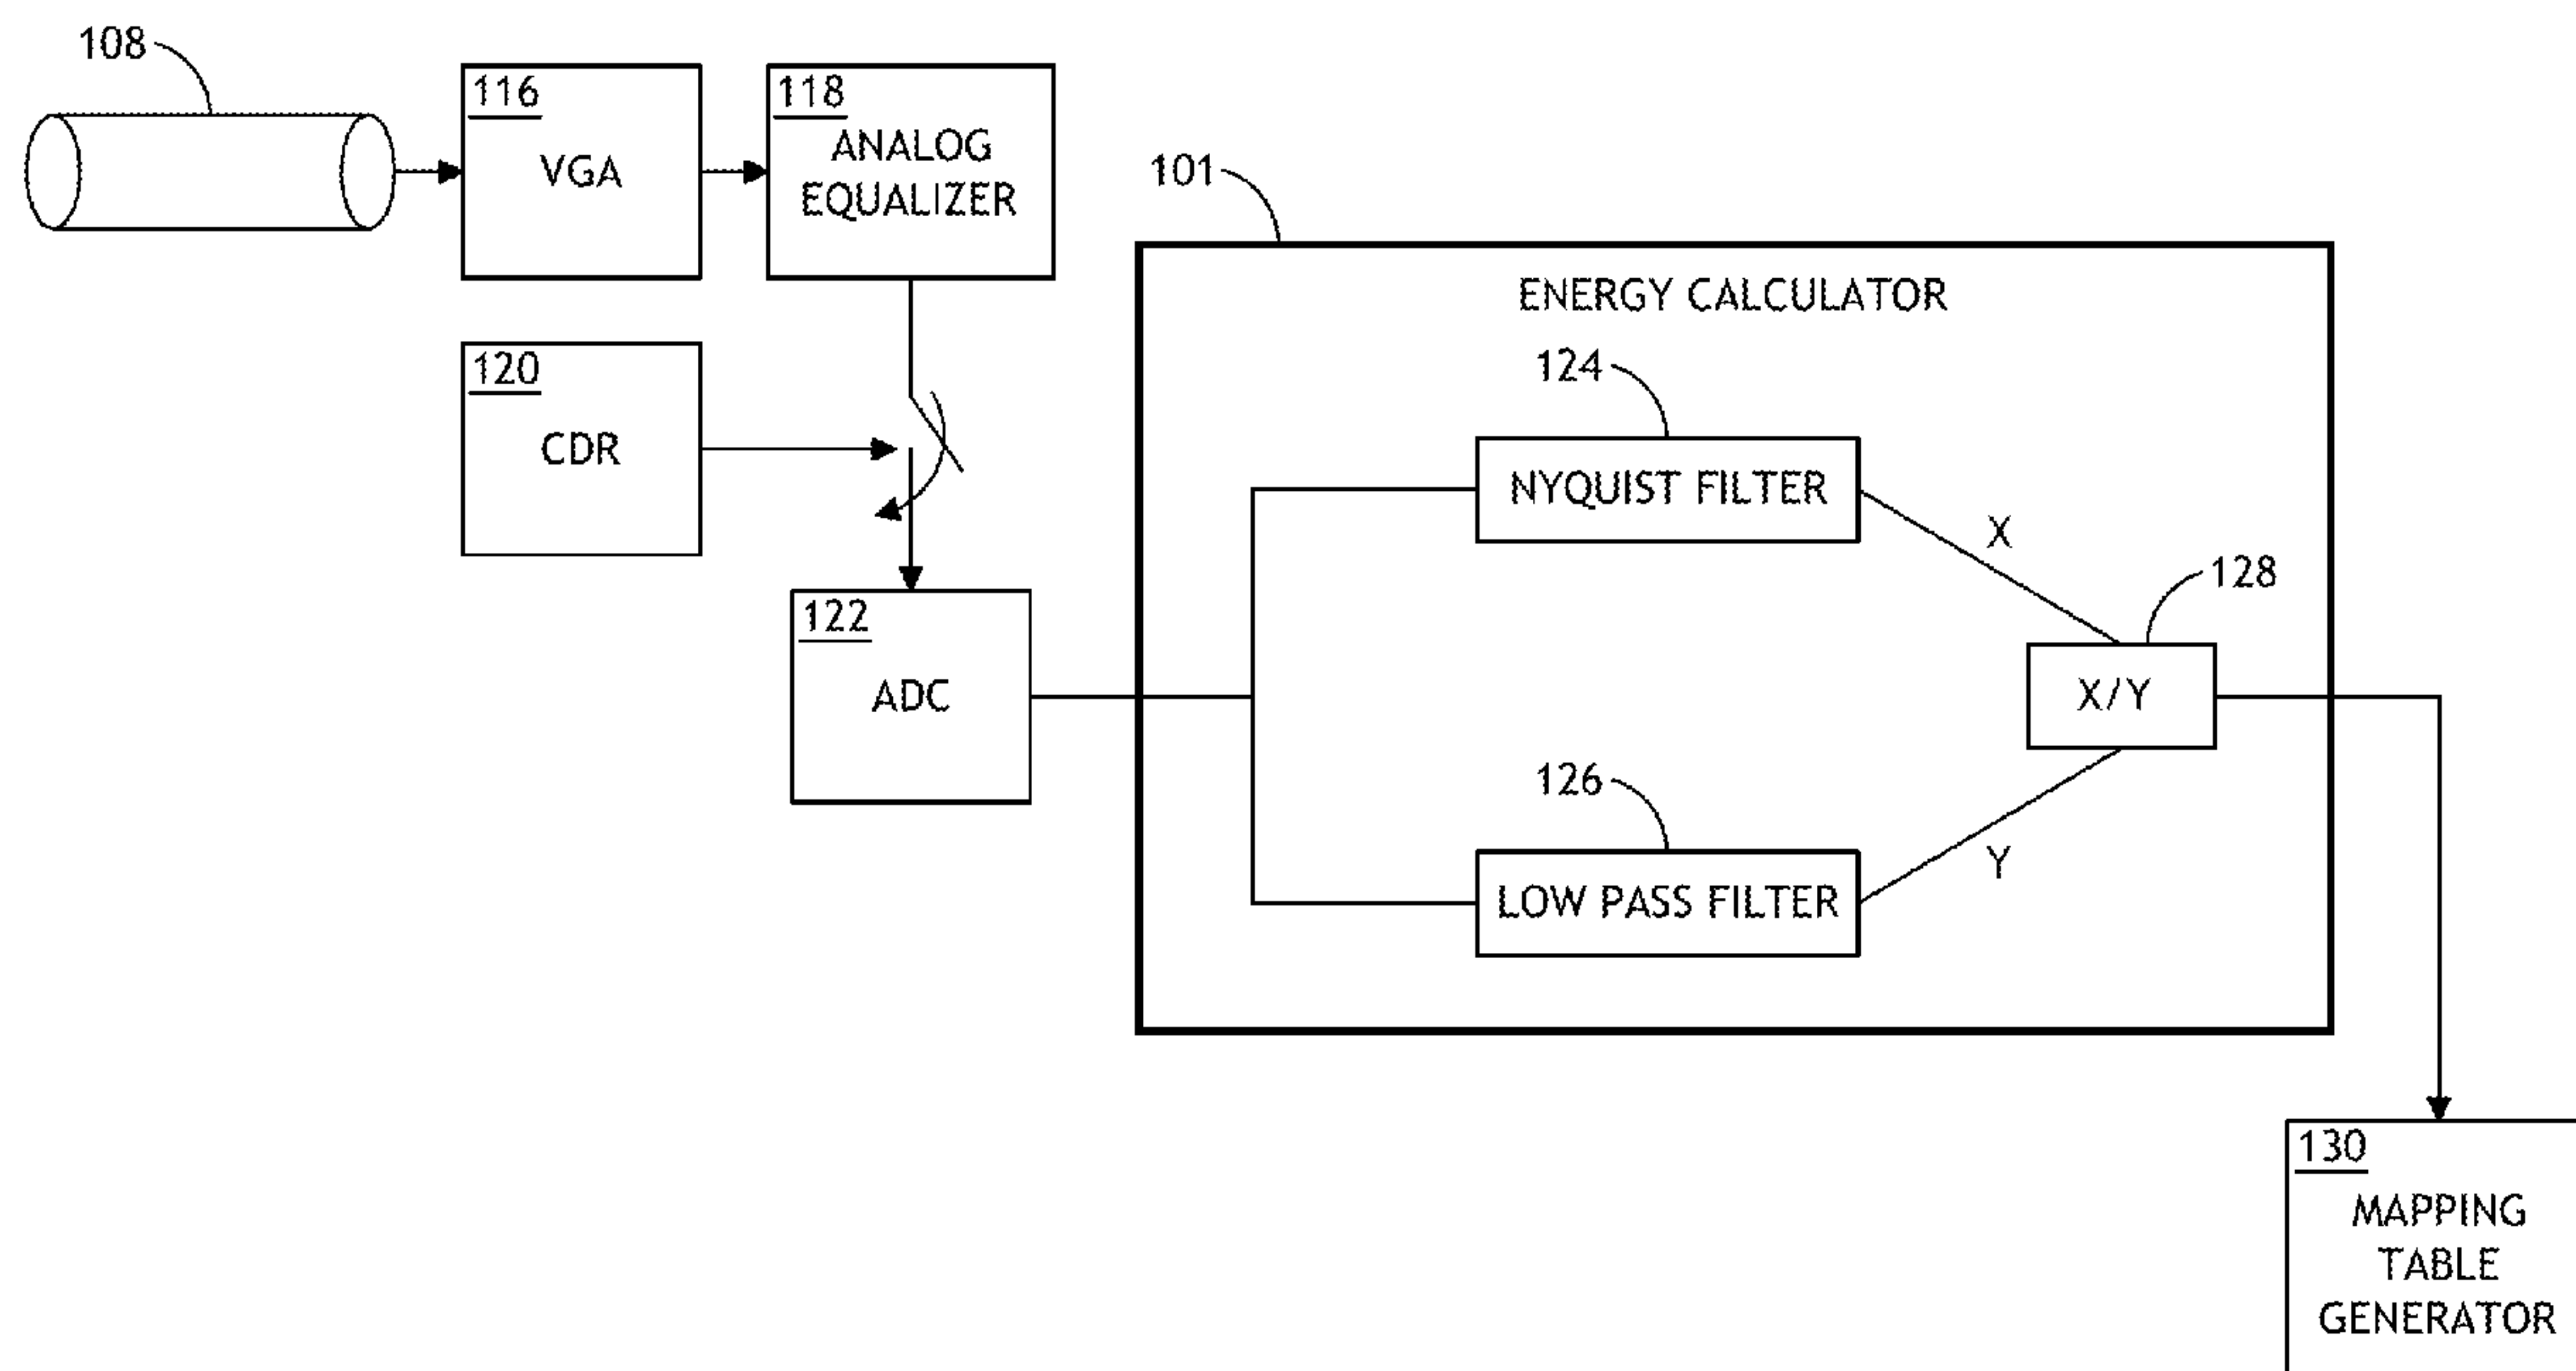 108
116
VGA
118
ANALOG
EQUALIZER
101
ENERGY CALCULATOR
120
CDR
124
NYQUIST FILTER
X
128
X/Y
122
ADC
126
LOW PASS FILTER
Y
130
MAPPING
TABLE
GENERATOR